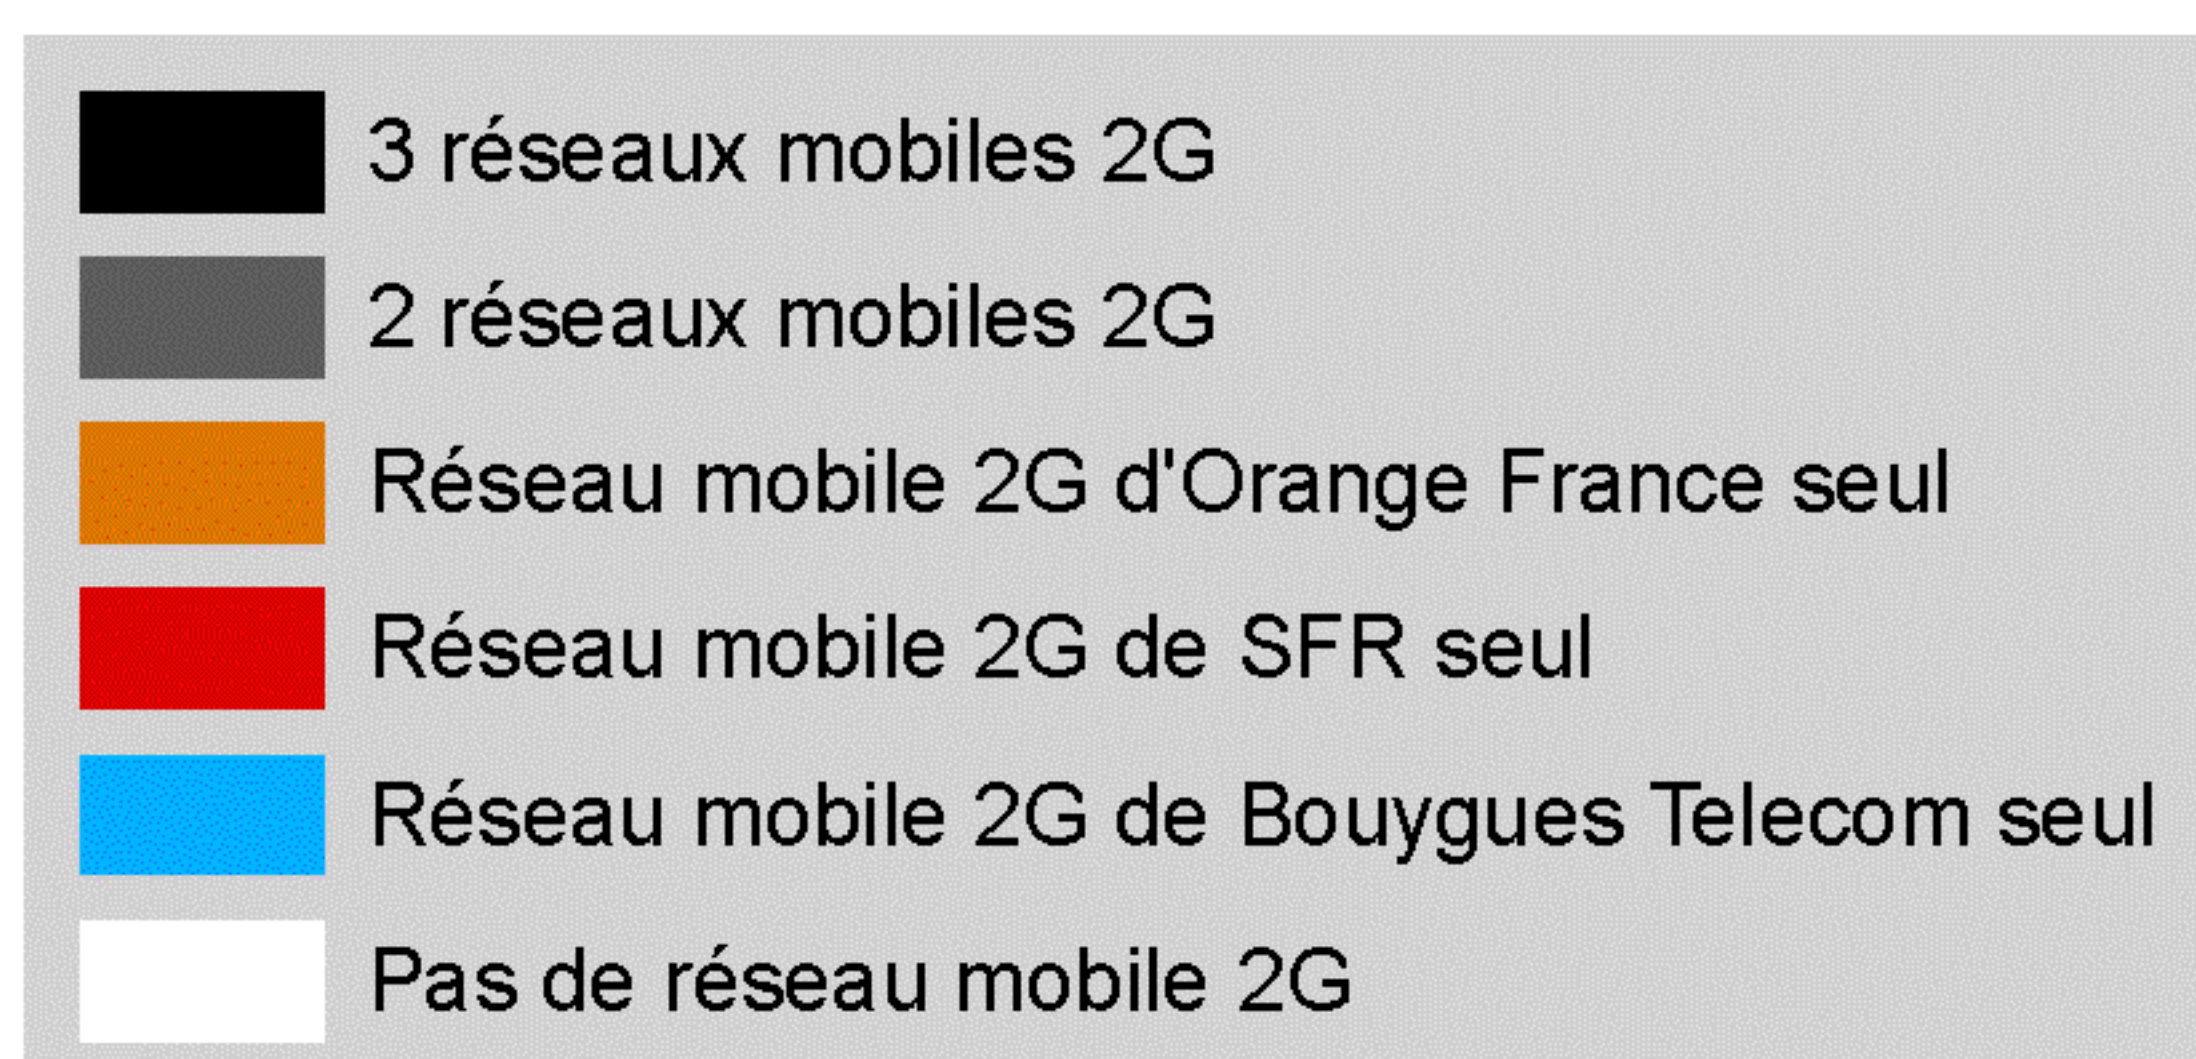 3 réseaux mobiles 2G
2 réseaux mobiles 2G
Réseau mobile 2G d'Orange France seul
Réseau mobile 2G de SFR seul
Réseau mobile 2G de Bouygues Telecom seul
Pas de réseau mobile 2G